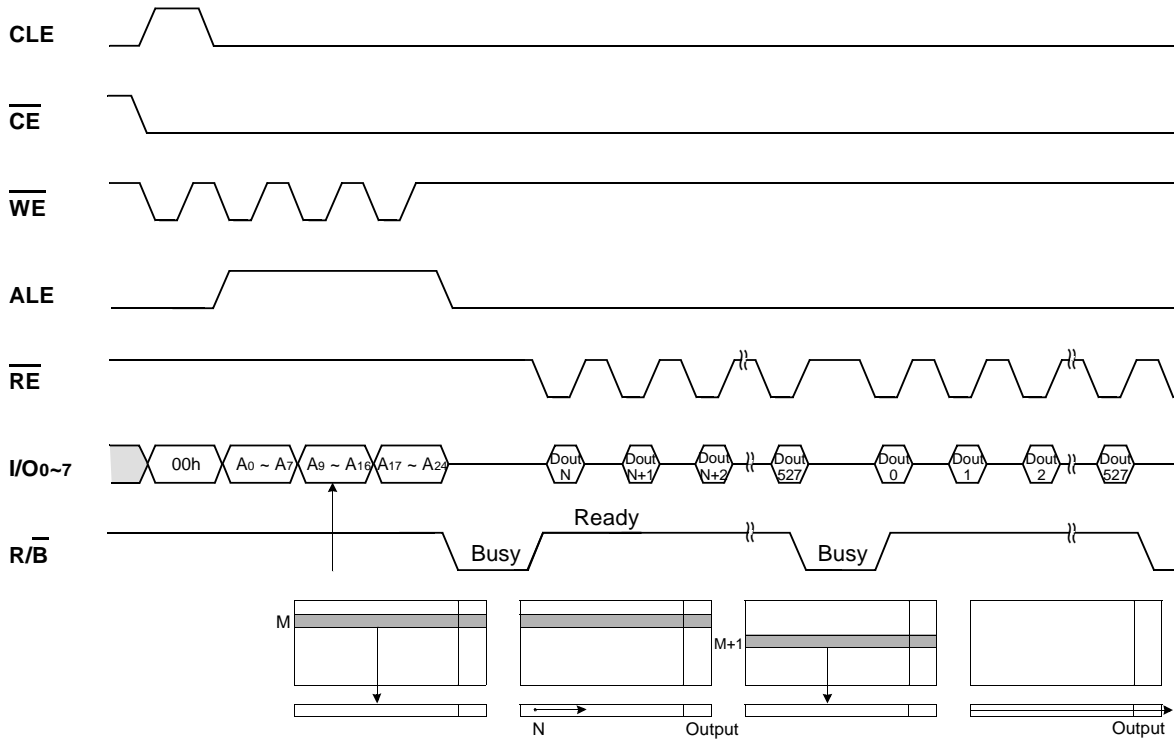 CLE
CE
WE
ALE
RE
I/O0~7 00h A0 ~ A7 A9 ~ A16 A17 ~ A24 Dout N Dout N+1 Dout N+2 Dout 527 Dout 0 Dout 1 Dout 2 Dout 527
R/B Busy Ready Busy
M M+1
N Output Output